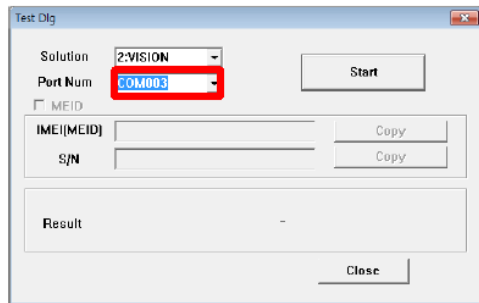 Test Dlg
Solution 2:VISION
Start
Port Num COM003
MEID
IMEI(MEID) Copy
S/N Copy
Result -
Close